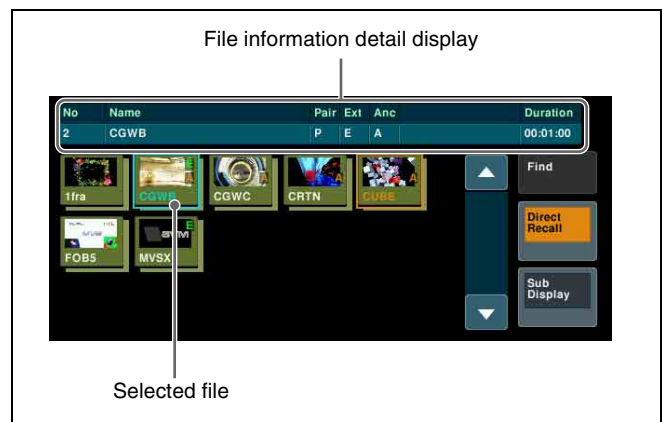 File information detail display
No Name Pair Ext Anc Duration
2 CGWB P E A 00:01:00
E
A A A A
1fra CGWB CGWC CRTN CUBE
Find
Direct
Recall
E
FOB5 MVSX
Sub
Display
Selected file